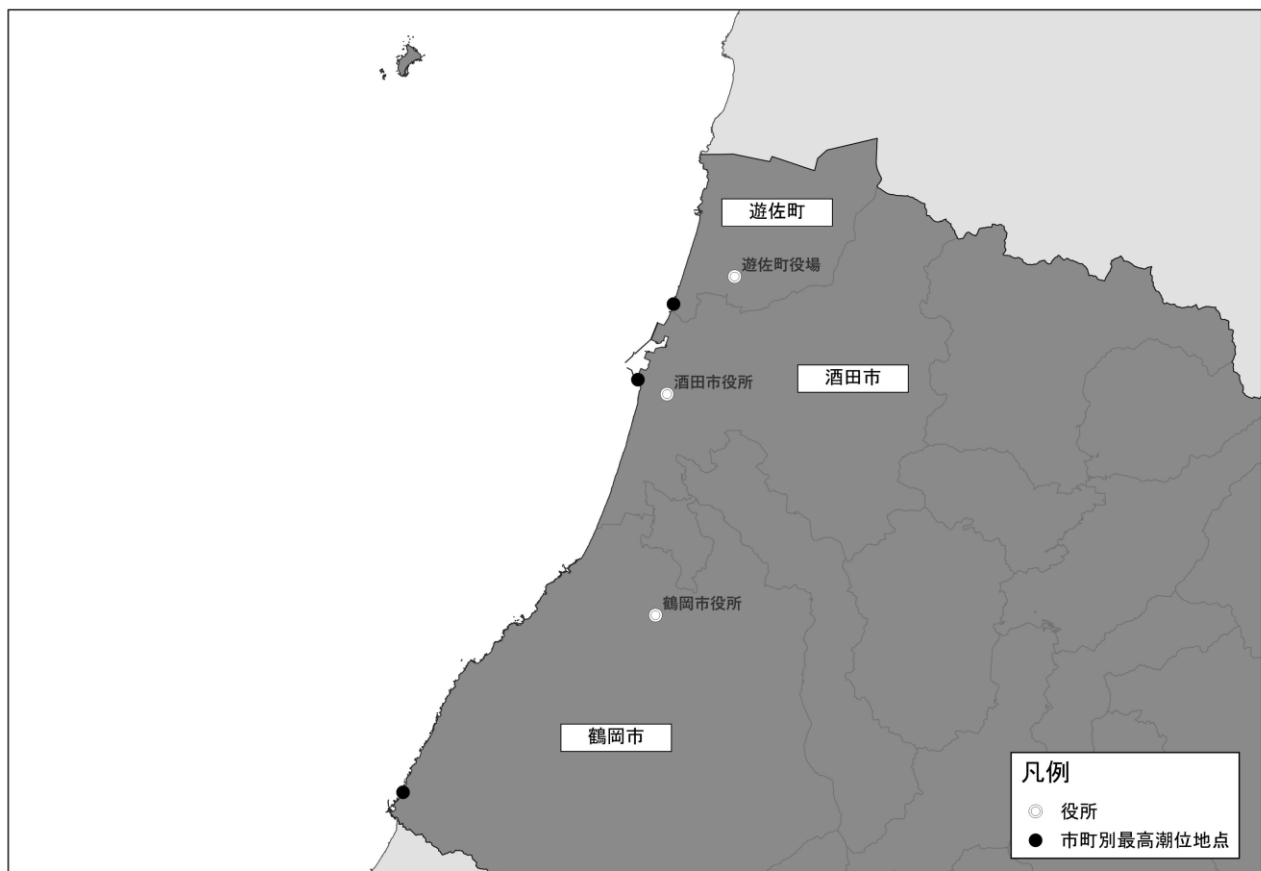 遊佐町
遊佐町役場
酒田市
酒田市役所
鶴岡市役所
鶴岡市
凡例
役所
市町別最高潮位地点